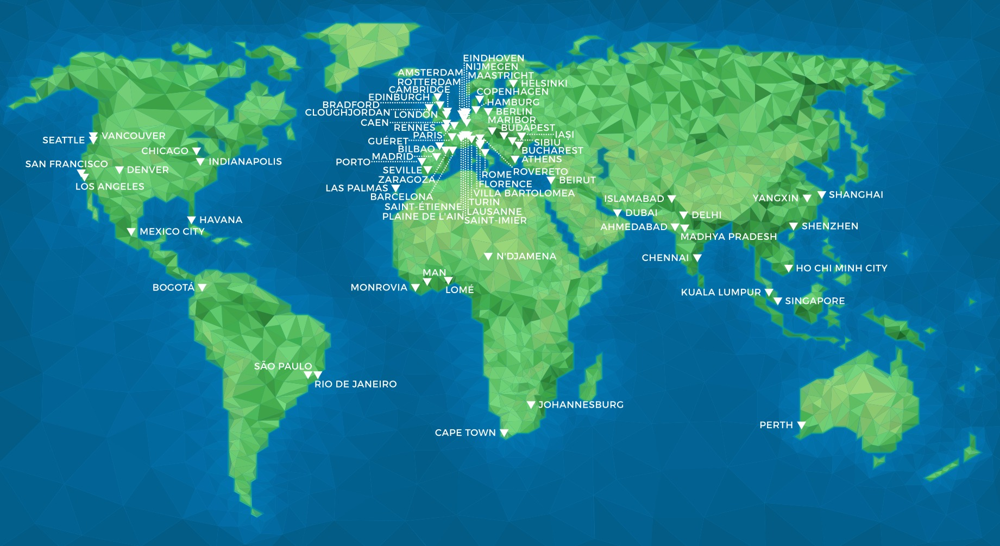 EINDHOVEN
NIJMEGEN
AMSTERDAM
MAASTRICHT
ROTTERDAM
HELSINKI
CAMBRIDGE
COPENHAGEN
EDINBURGH
HAMBURG
BRADFORD
BERLIN
CLOUGHJORDAN
LONDON
MARIBOR
CAEN
RENNES
BUDAPEST
PARIS
IAȘI
GUÉRET
SIBIU
BILBAO
BUCHAREST
MADRID
ATHENS
PORTO
SEVILLE
ROME
ROVERETO
ZARAGOZA
BEIRUT
FLORENCE
LAS PALMAS
VILLA BARTOLOMEA
BARCELONA
TURIN
SAINT-ÉTIENNE
LAUSANNE
PLAINE DE L'AIN
SAINT-IMIER
VANCOUVER
SEATTLE
CHICAGO
SAN FRANCISCO
INDIANAPOLIS
DENVER
LOS ANGELES
HAVANA
MEXICO CITY
BOGOTÁ
SÃO PAULO
RIO DE JANEIRO
N'DJAMENA
MAN
MONROVIA
LOMÉ
JOHANNESBURG
CAPE TOWN
ISLAMABAD
YANGXIN
SHANGHAI
DUBAI
DELHI
AHMEDABAD
SHENZHEN
MADHYA PRADESH
CHENNAI
HO CHI MINH CITY
KUALA LUMPUR
SINGAPORE
PERTH